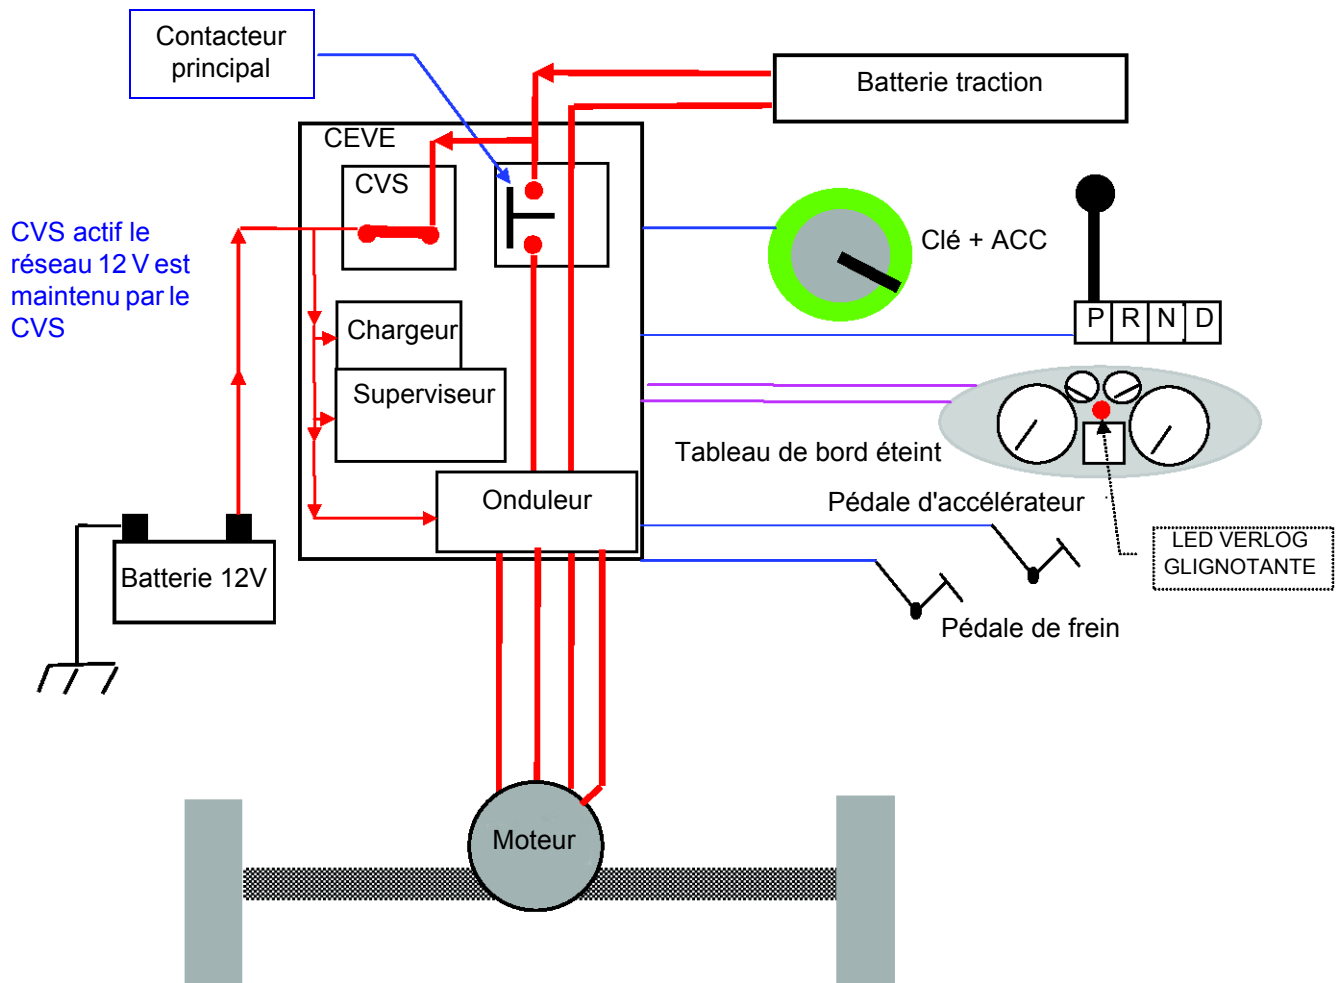 Contacteur
principal
Batterie traction
CEVE
CVS
CVS actif le
réseau 12 V est
maintenu par le
CVS
Clé + ACC
P R N D
Chargeur
Superviseur
Tableau de bord éteint
Onduleur
Pédale d'accélérateur
LED VERLOG
GLIGNOTANTE
Batterie 12V
Pédale de frein
Moteur